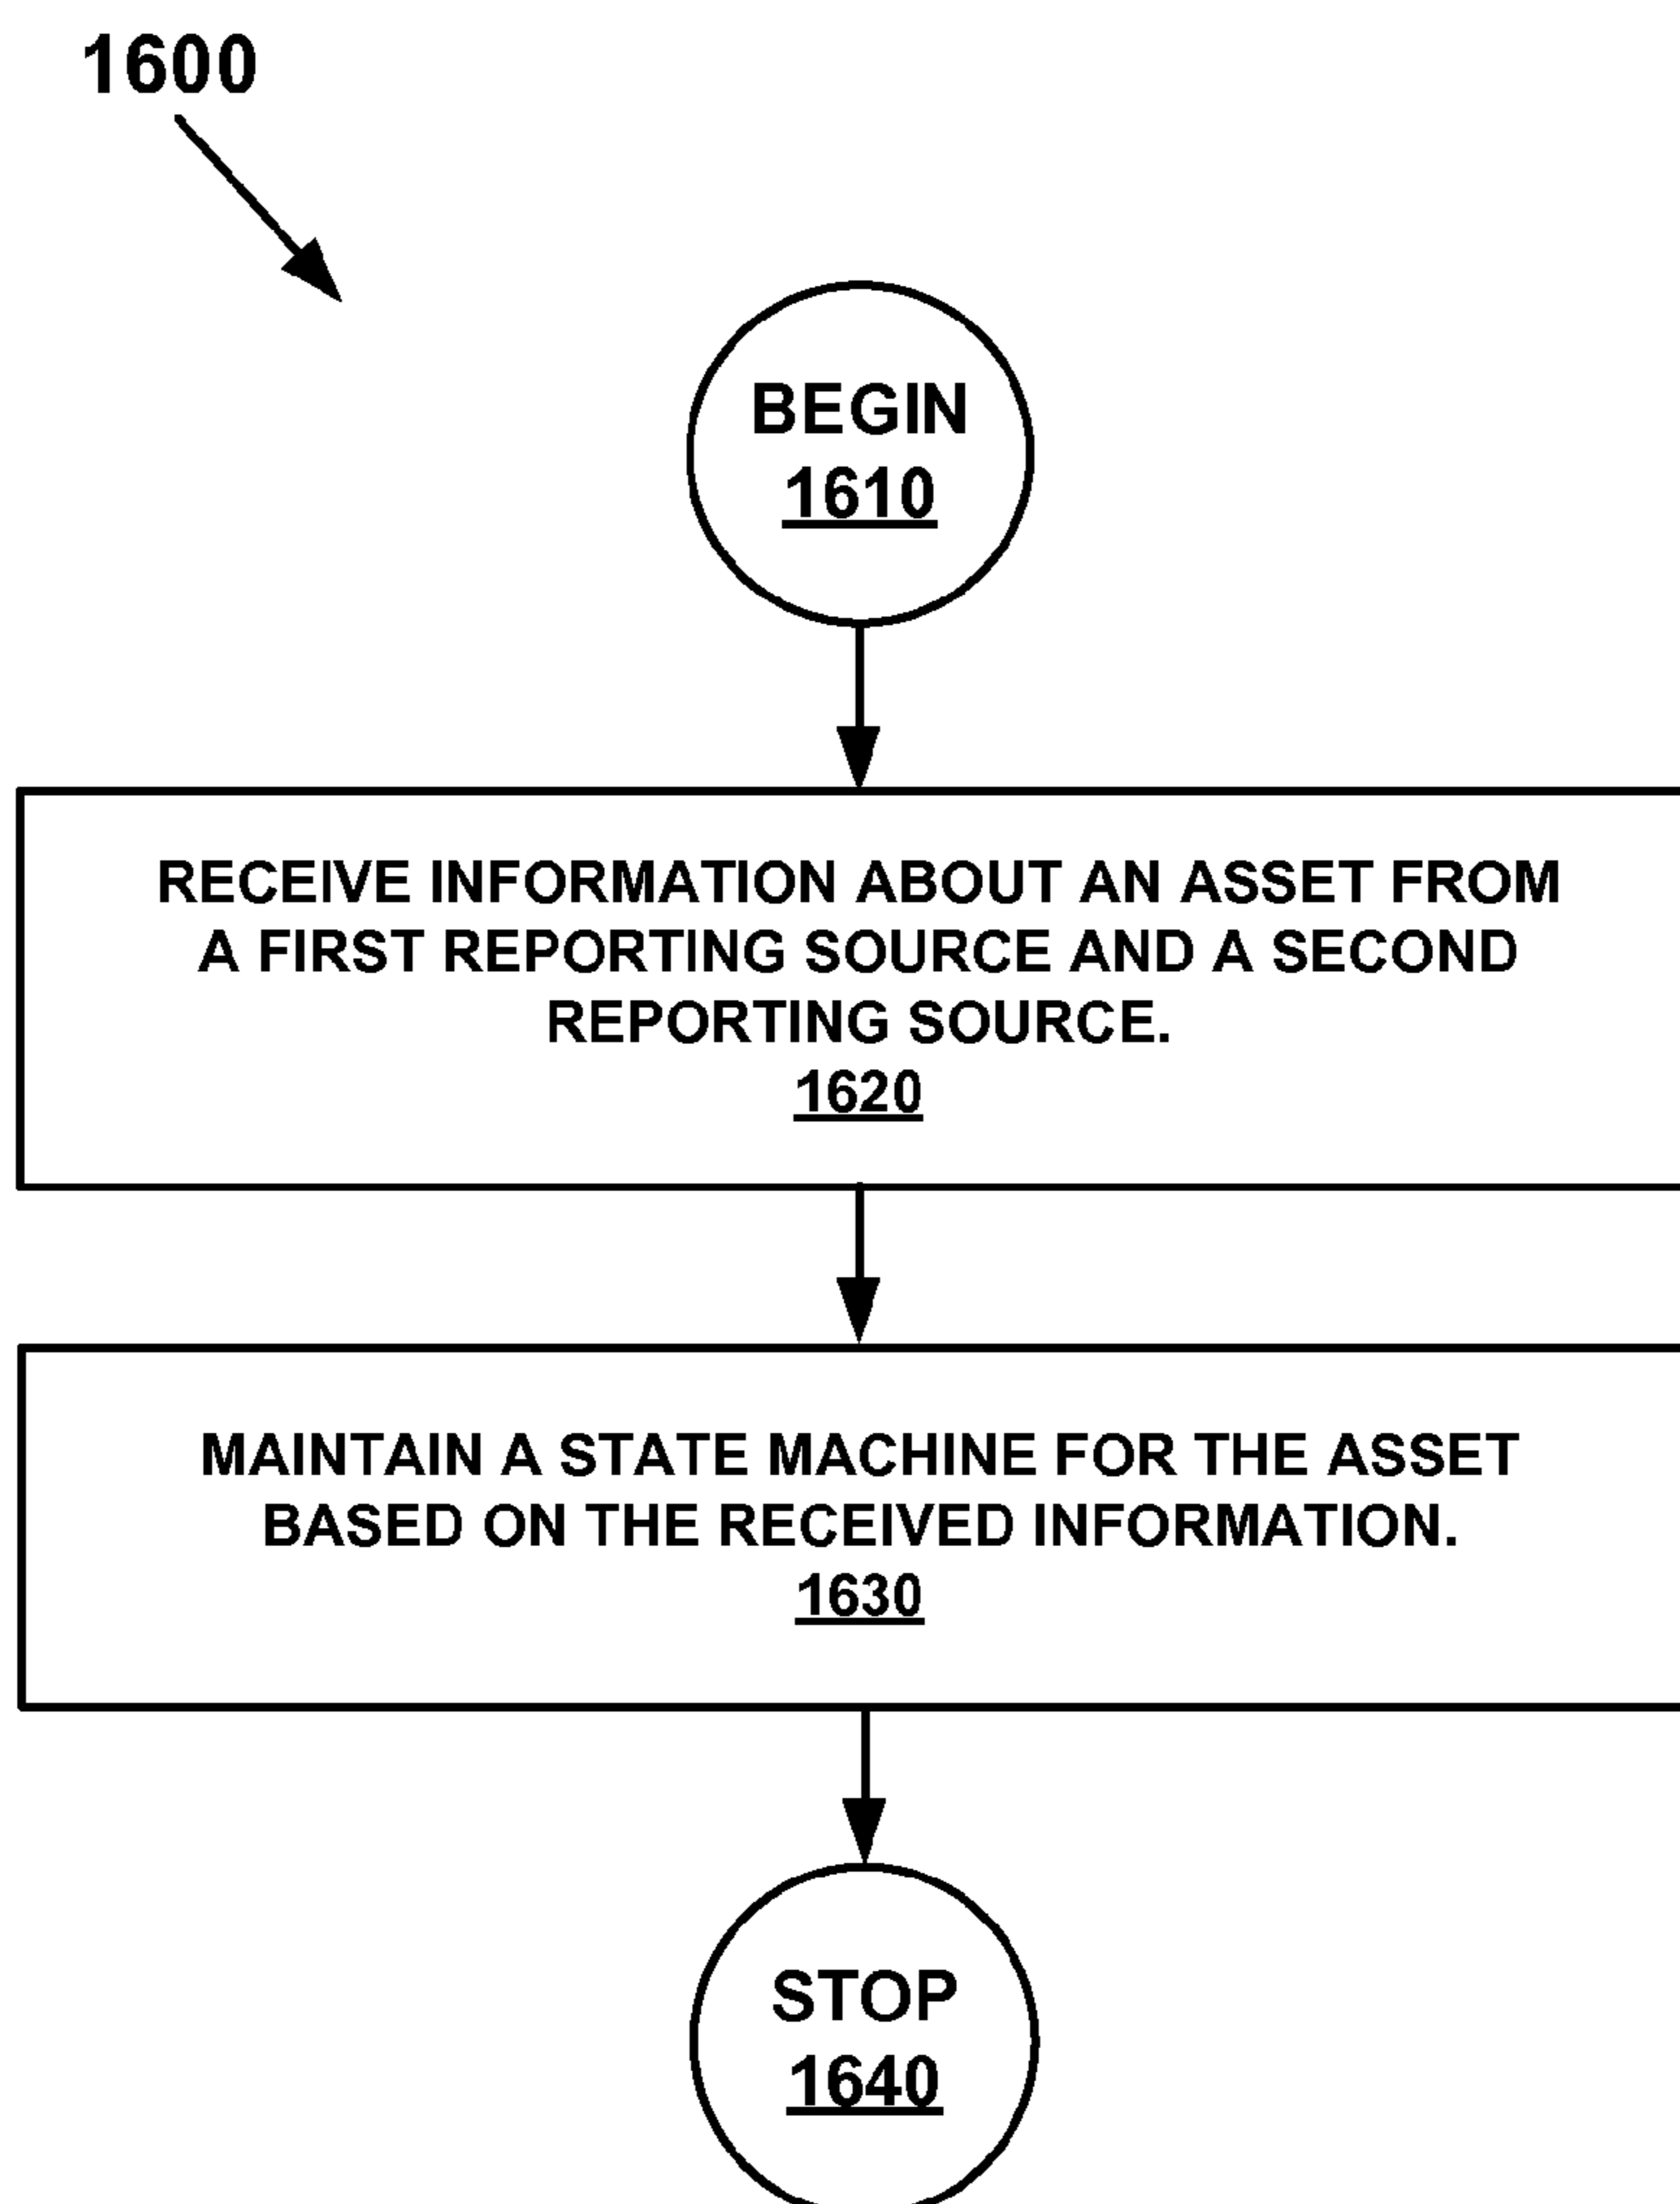 1600
BEGIN
1610
RECEIVE INFORMATION ABOUT AN ASSET FROM
A FIRST REPORTING SOURCE AND A SECOND
REPORTING SOURCE.
1620
MAINTAIN A STATE MACHINE FOR THE ASSET
BASED ON THE RECEIVED INFORMATION.
1630
STOP
1640